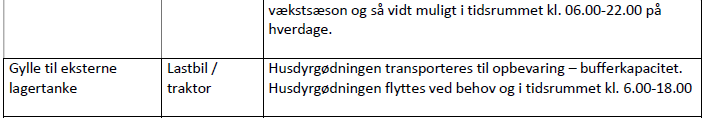 vækstsæson og så vidt muligt i tidsrummet kl. 06.00-22.00 på
hverdage.
Gylle til eksterne
lagertanke
Lastbil /
traktor
Husdyrgødningen transporteres til opbevaring – bufferkapacitet.
Husdyrgødningen flyttes ved behov og i tidsrummet kl. 6.00-18.00